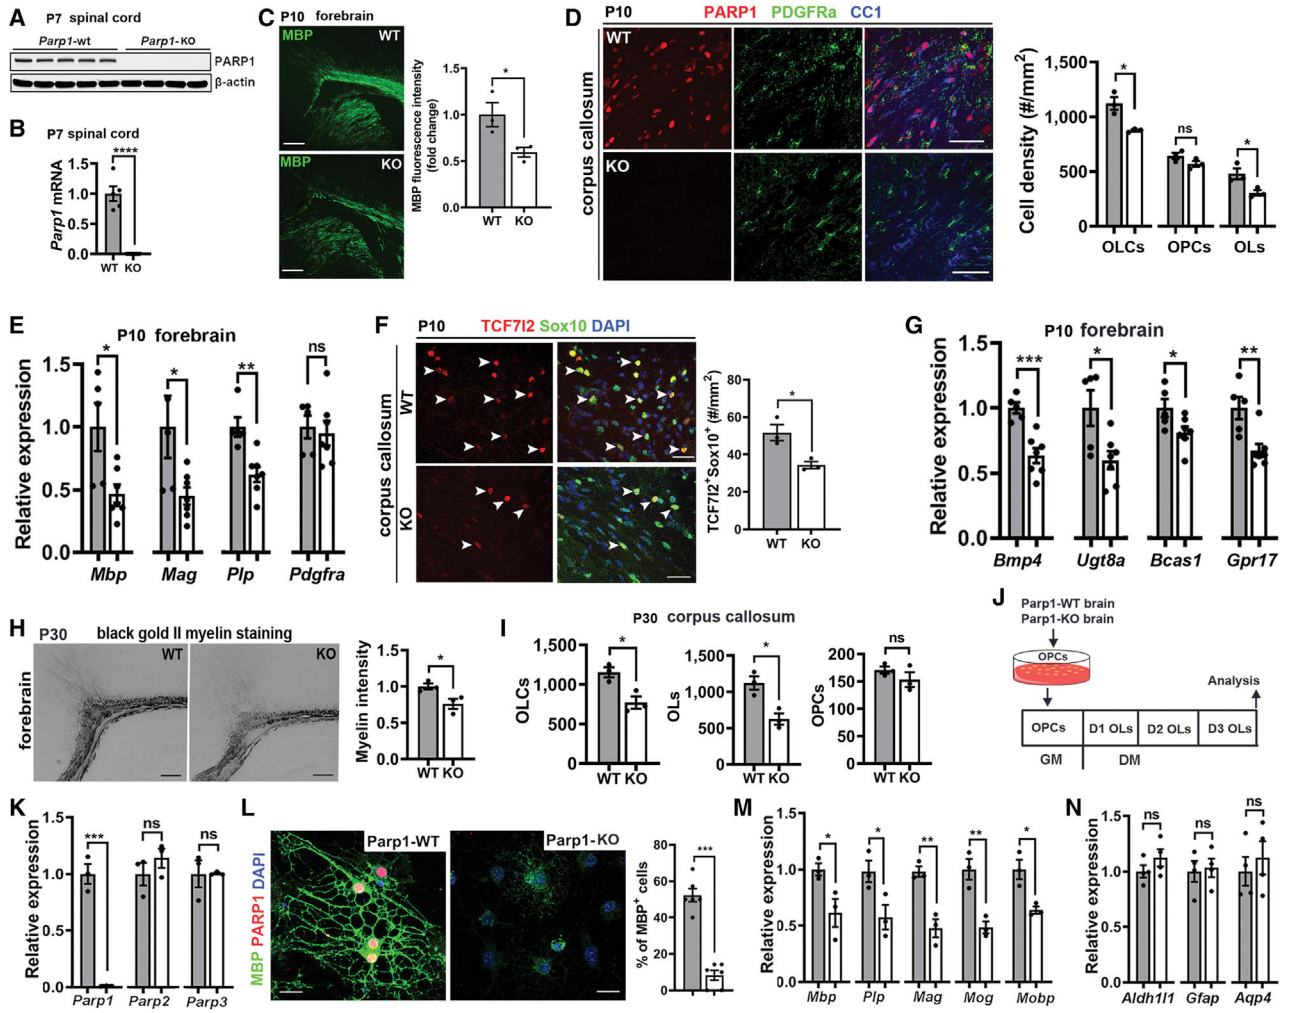 A
P7 spinal cord
Parp1-wt
Parp1-KO
PARP1
β-actin
B
P7 spinal cord
****
Parp1 mRNA
1.5
1.0
0.5
0.0
WT KO
C
P10 forebrain
MBP
WT
MBP
KO
MBP fluorescence intensity
(fold change)
1.5
1.0
0.5
0.0
*
WT KO
D
P10
PARP1
PDGFRa
CC1
corpus callosum
WT
KO
Cell density (#/mm²)
1,500
1,000
500
0
*
ns
*
OLCs
OPCs
OLs
E
P10 forebrain
Relative expression
1.5
1.0
0.5
0.0
*
*
**
ns
Mbp
Mag
Plp
Pdgfra
F
P10
TCF7l2 Sox10 DAPI
corpus callosum
WT
KO
TCF7l2⁺Sox10⁺ (#/mm²)
80
60
40
20
0
*
WT KO
G
P10 forebrain
Relative expression
1.5
1.0
0.5
0.0
***
*
*
**
Bmp4
Ugt8a
Bcas1
Gpr17
H
P30
black gold II myelin staining
forebrain
WT
KO
Myelin intensity
1.5
1.0
0.5
0.0
*
WT KO
I
P30 corpus callosum
OLCs
1,500
1,000
500
0
*
WT KO
OLs
1,500
1,000
500
0
*
WT KO
OPCs
200
150
100
50
0
ns
WT KO
J
Parp1-WT brain
Parp1-KO brain
OPCs
Analysis
OPCs
D1 OLs
D2 OLs
D3 OLs
GM
DM
K
Relative expression
1.5
1.0
0.5
0.0
***
ns
ns
Parp1
Parp2
Parp3
L
MBP PARP1 DAPI
Parp1-WT
Parp1-KO
% of MBP⁺ cells
80
60
40
20
0
***
M
Relative expression
1.5
1.0
0.5
0.0
*
*
**
**
*
Mbp
Plp
Mag
Mog
Mobp
N
Relative expression
1.5
1.0
0.5
0.0
ns
ns
ns
Aldh1l1
Gfap
Aqp4